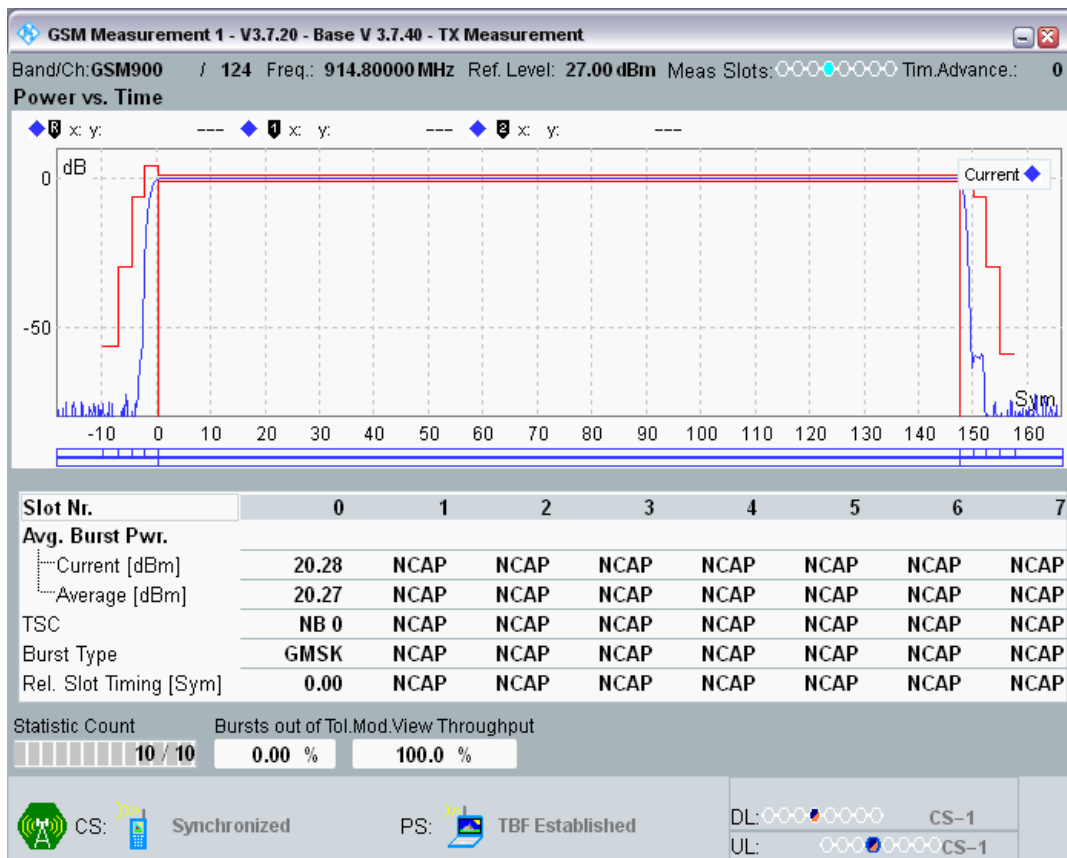 GSM Measurement 1 - V3.7.20 - Base V 3.7.40 - TX Measurement
Band/Ch:GSM900 / 124 Freq.: 914.80000 MHz Ref. Level: 27.00 dBm Meas Slots: Tim.Advance.: 0
Power vs. Time
R x: y: --- 1 x: y: --- 2 x: y: ---
dB
Current
0
-50
Sym
-10 0 10 20 30 40 50 60 70 80 90 100 110 120 130 140 150 160
Slot Nr. 0 1 2 3 4 5 6 7
Avg. Burst Pwr.
Current [dBm] 20.28 NCAP NCAP NCAP NCAP NCAP NCAP NCAP
Average [dBm] 20.27 NCAP NCAP NCAP NCAP NCAP NCAP NCAP
TSC NB 0 NCAP NCAP NCAP NCAP NCAP NCAP NCAP
Burst Type GMSK NCAP NCAP NCAP NCAP NCAP NCAP NCAP
Rel. Slot Timing [Sym] 0.00 NCAP NCAP NCAP NCAP NCAP NCAP NCAP
Statistic Count Bursts out of Tol.Mod.View Throughput
10 / 10 0.00 % 100.0 %
CS: Synchronized PS: TBF Established
DL: CS-1
UL: CS-1